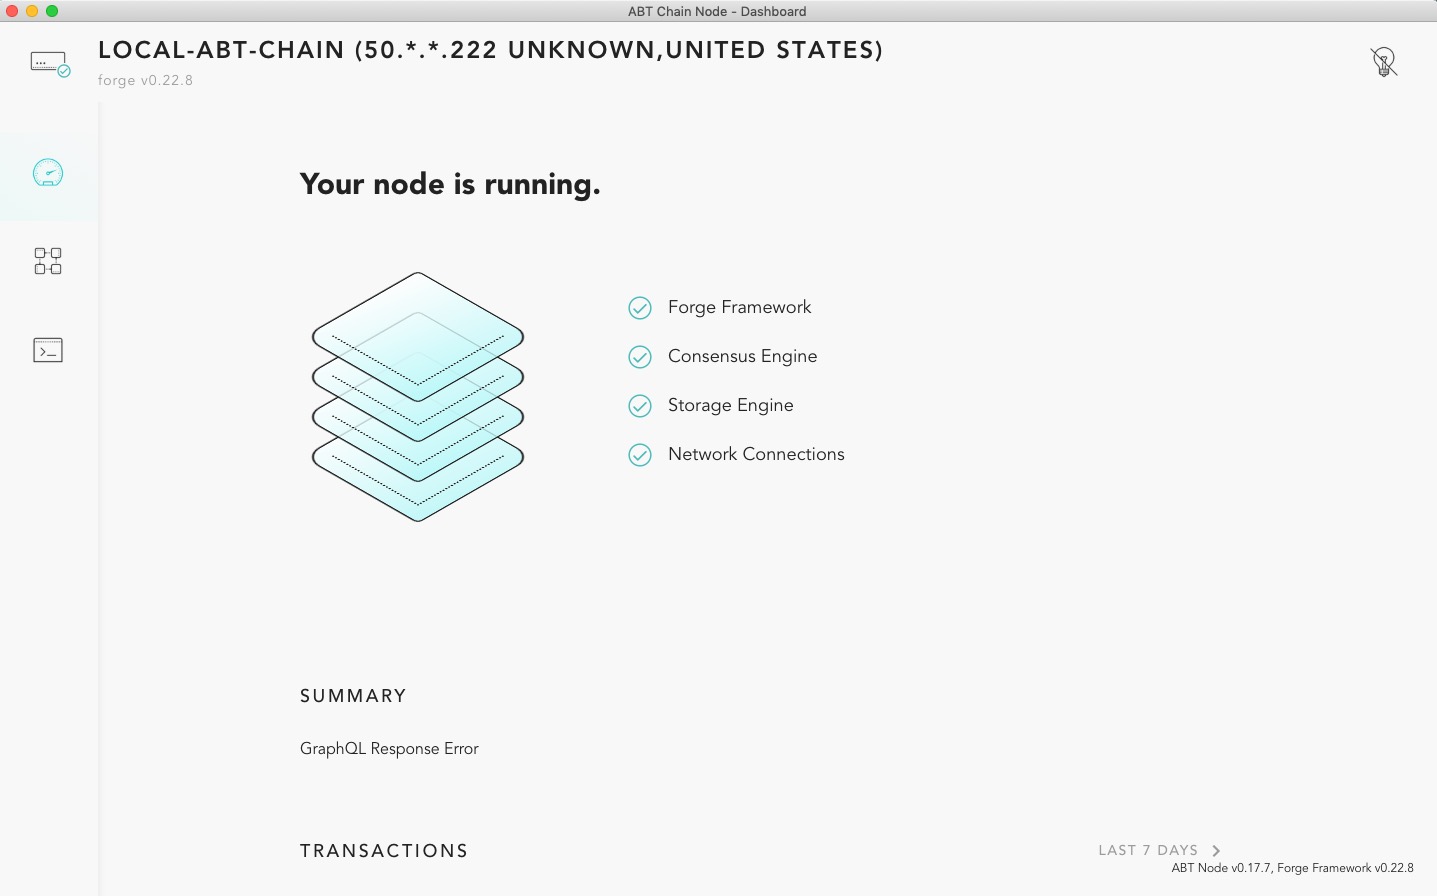 ABT Chain Node - Dashboard
LOCAL-ABT-CHAIN (50.*.*.222 UNKNOWN,UNITED STATES)
forge v0.22.8
Your node is running.
Forge Framework
Consensus Engine
Storage Engine
Network Connections
SUMMARY
GraphQL Response Error
TRANSACTIONS
LAST 7 DAYS
ABT Node v0.17.7, Forge Framework v0.22.8